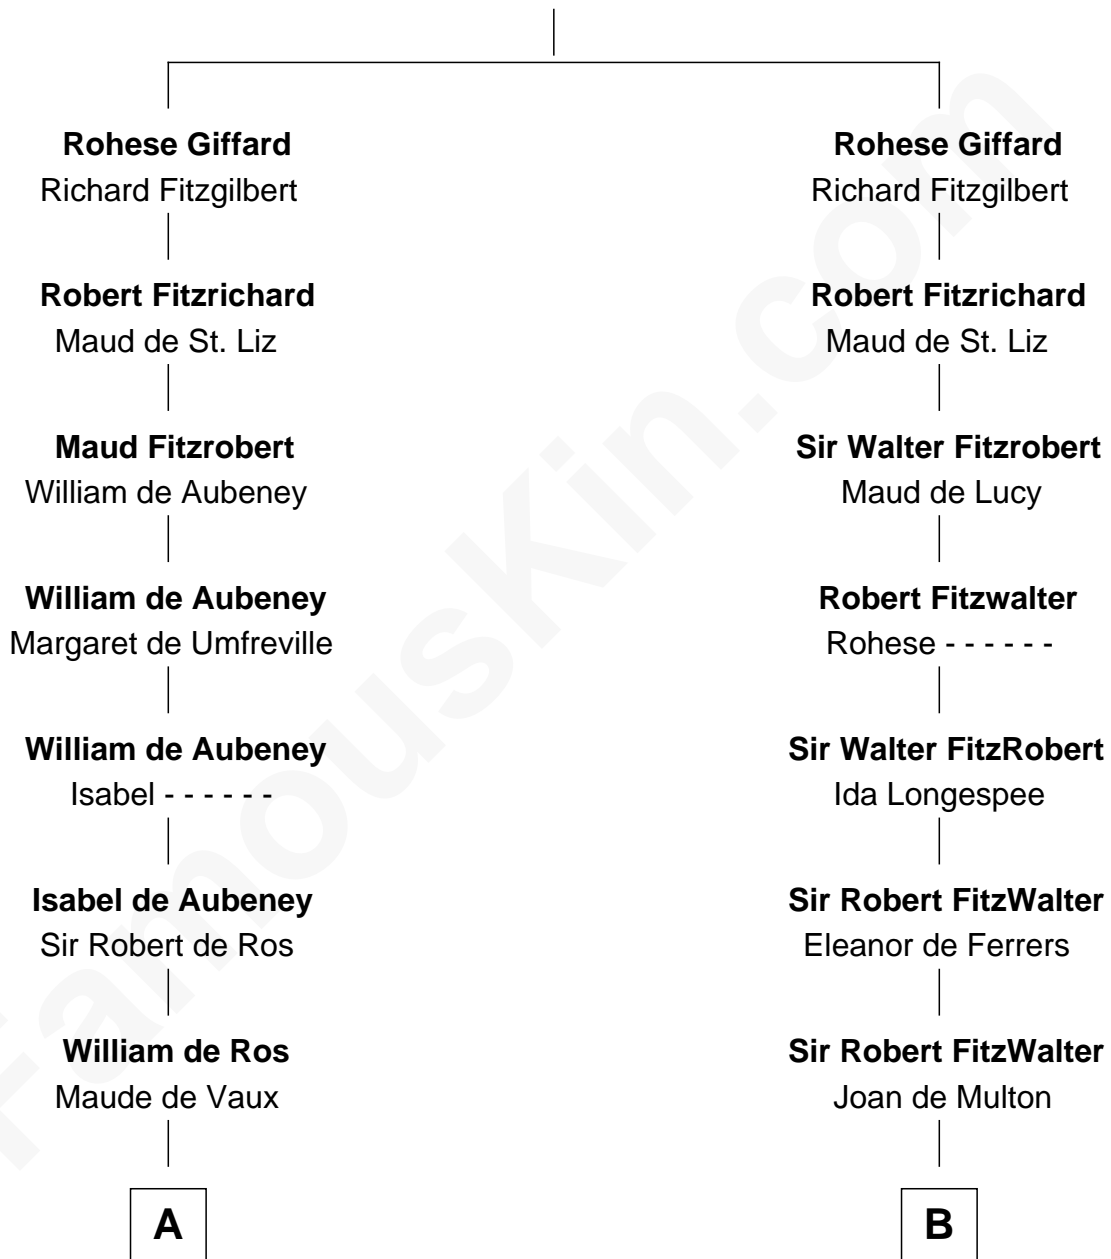 Rohese Giffard
Richard Fitzgilbert
Robert Fitzrichard
Maud de St. Liz
Maud Fitzrobert
William de Aubeney
William de Aubeney
Margaret de Umfreville
William de Aubeney
Isabel - - - - - -
Isabel de Aubeney
Sir Robert de Ros
William de Ros
Maude de Vaux
A
Rohese Giffard
Richard Fitzgilbert
Robert Fitzrichard
Maud de St. Liz
Sir Walter Fitzrobert
Maud de Lucy
Robert Fitzwalter
Rohese - - - - - -
Sir Walter FitzRobert
Ida Longespee
Sir Robert FitzWalter
Eleanor de Ferrers
Sir Robert FitzWalter
Joan de Multon
B
FamousKin.com